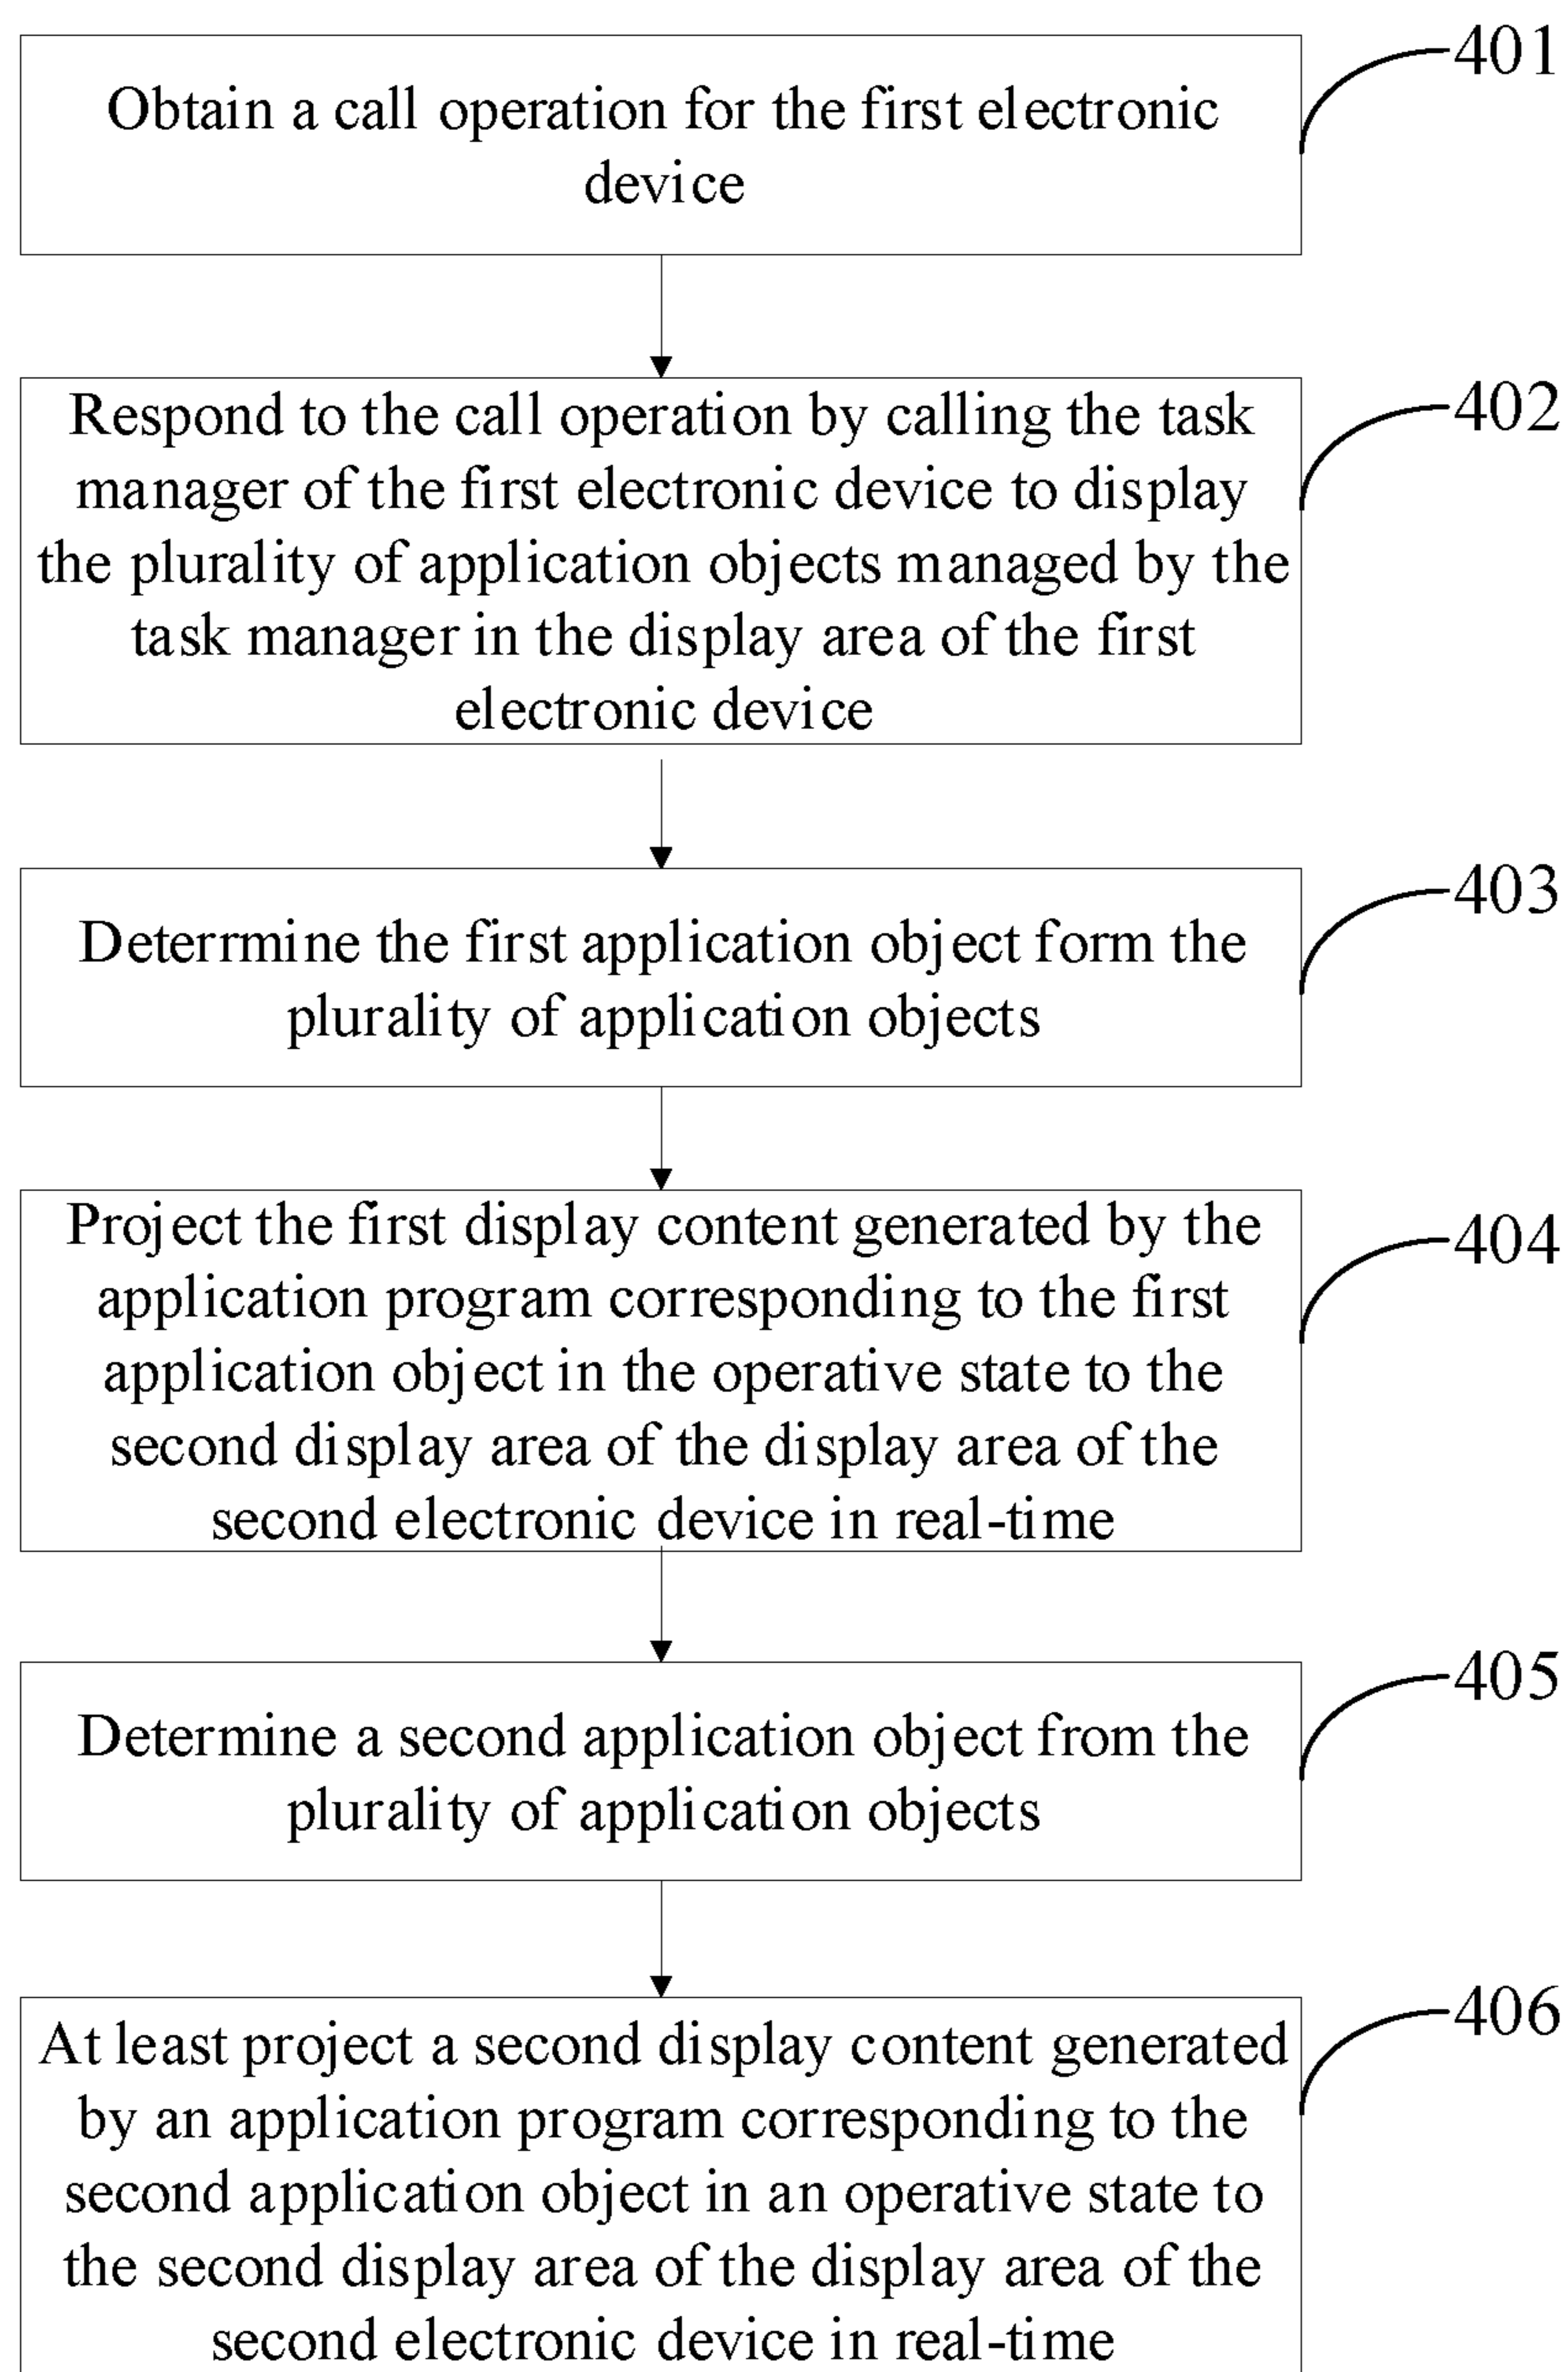 Obtain a call operation for the first electronic
device
401
Respond to the call operation by calling the task
manager of the first electronic device to display
the plurality of application objects managed by the
task manager in the display area of the first
electronic device
402
Deterrmine the first application object form the
plurality of application objects
403
Project the first display content generated by the
application program corresponding to the first
application object in the operative state to the
second display area of the display area of the
second electronic device in real-time
404
Determine a second application object from the
plurality of application objects
405
At least project a second display content generated
by an application program corresponding to the
second application object in an operative state to
the second display area of the display area of the
second electronic device in real-time
406